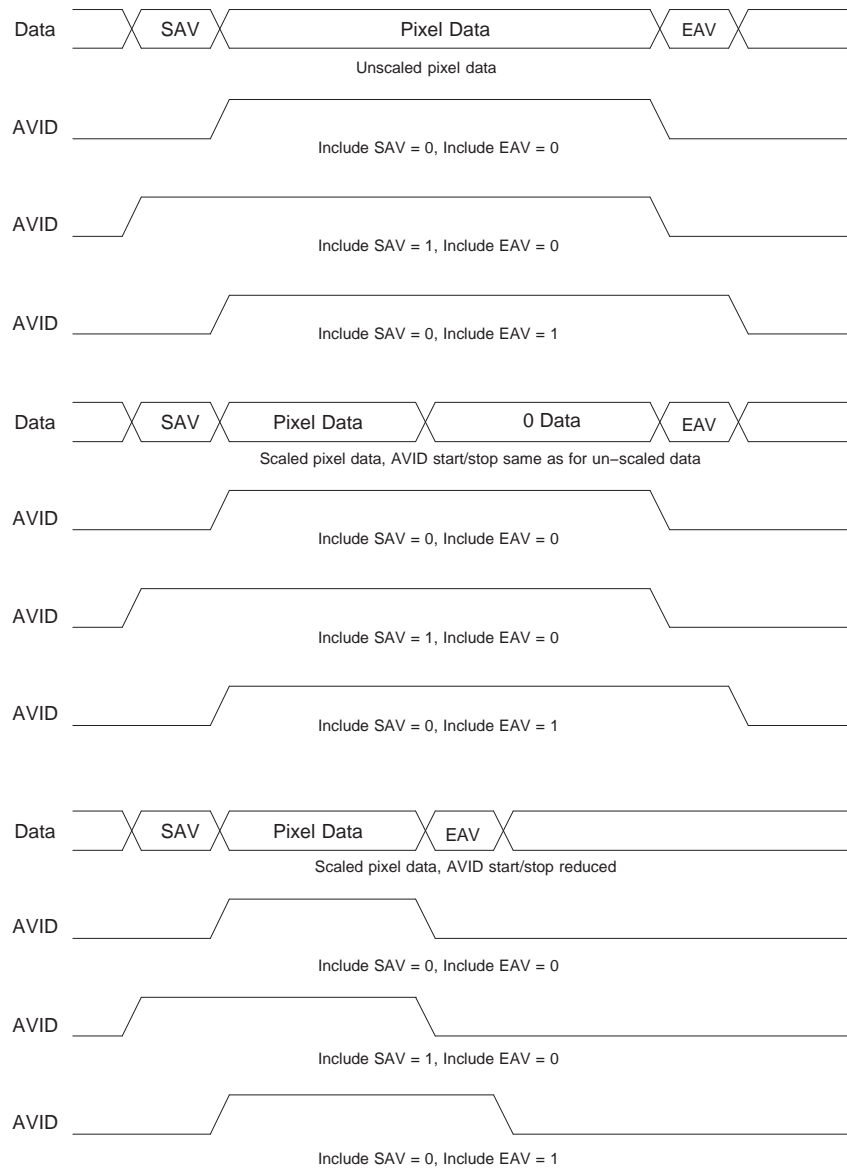 Data SAV Pixel Data EAV
Unscaled pixel data
AVID
Include SAV = 0, Include EAV = 0
AVID
Include SAV = 1, Include EAV = 0
AVID
Include SAV = 0, Include EAV = 1
Data SAV Pixel Data 0 Data EAV
Scaled pixel data, AVID start/stop same as for un−scaled data
AVID
Include SAV = 0, Include EAV = 0
AVID
Include SAV = 1, Include EAV = 0
AVID
Include SAV = 0, Include EAV = 1
Data SAV Pixel Data EAV
Scaled pixel data, AVID start/stop reduced
AVID
Include SAV = 0, Include EAV = 0
AVID
Include SAV = 1, Include EAV = 0
AVID
Include SAV = 0, Include EAV = 1